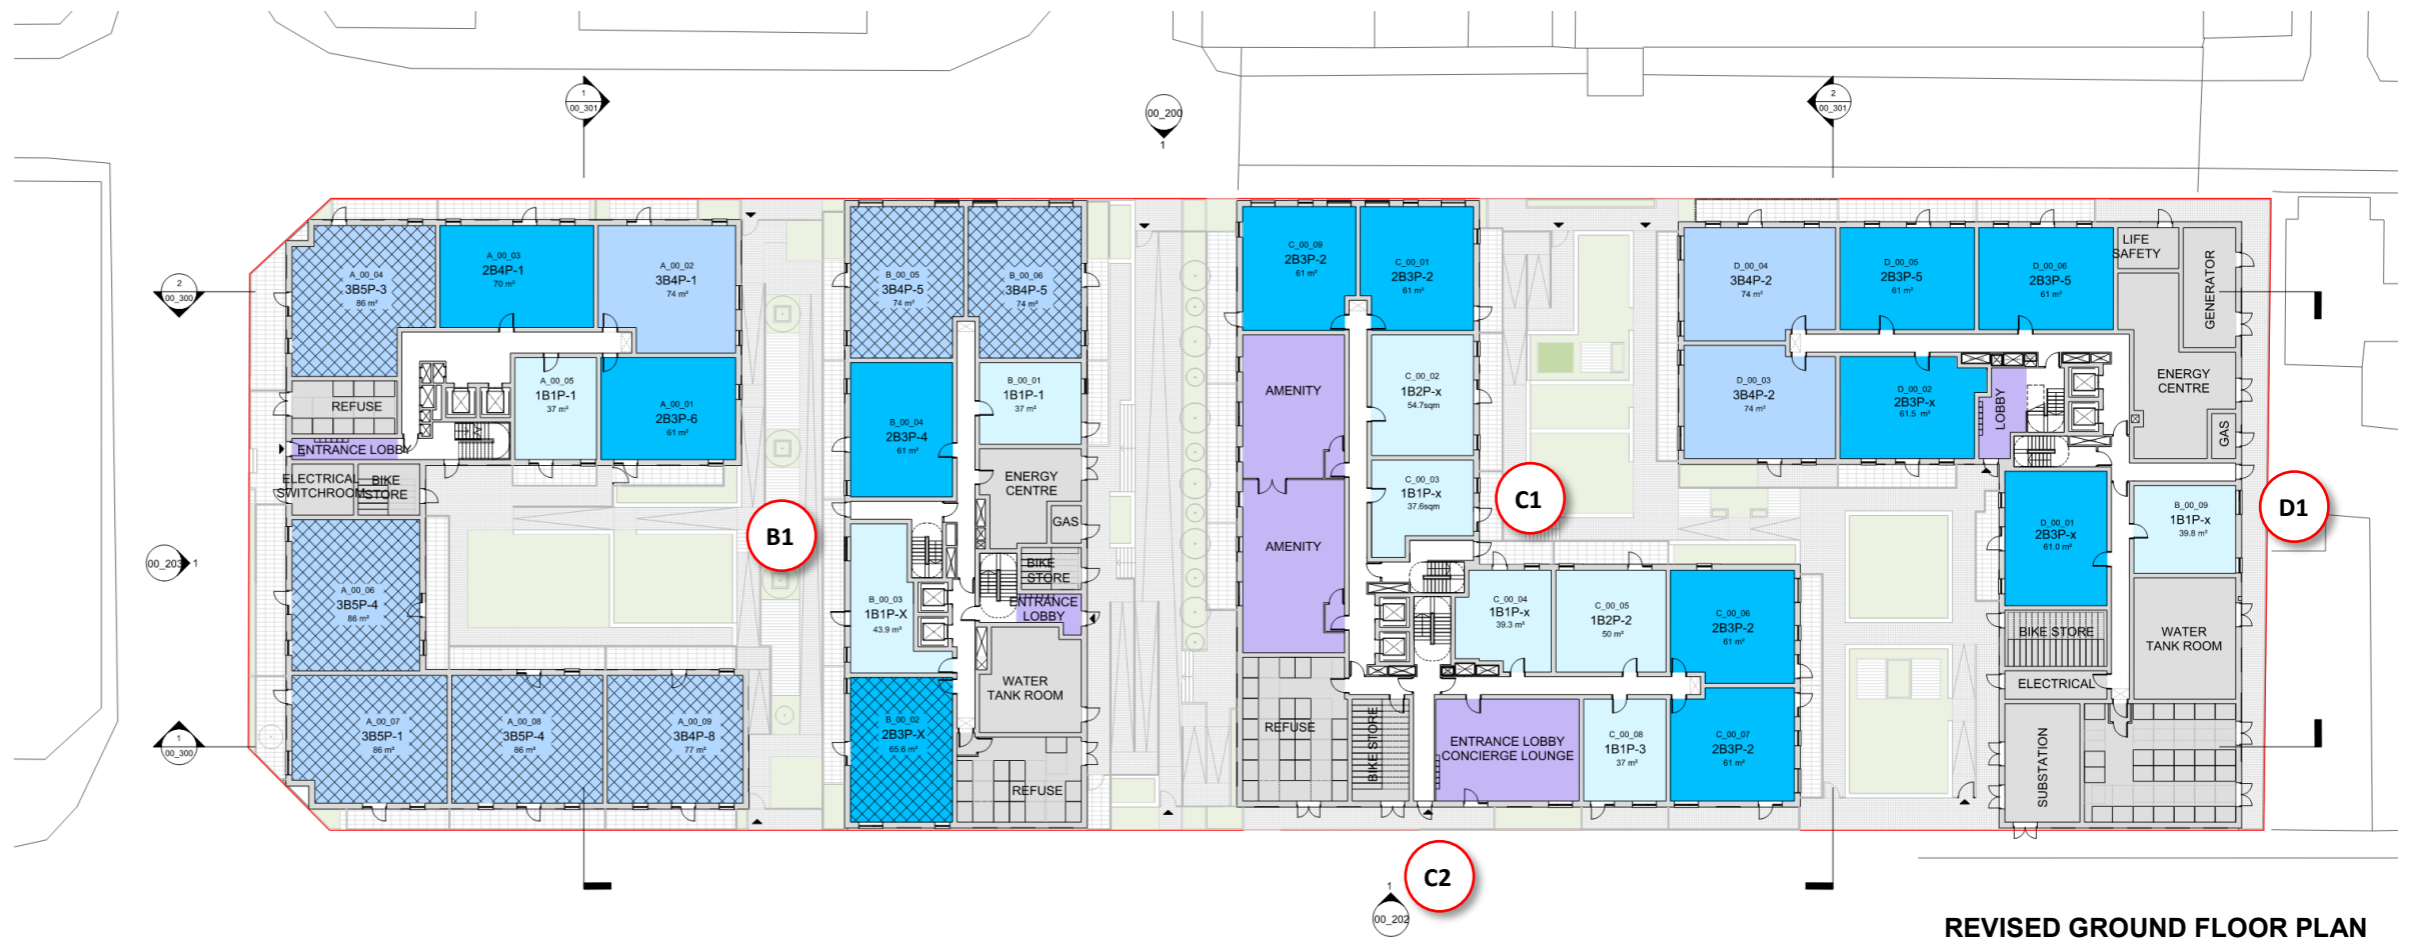 1
00_301
00_200
1
2
00_301
2
00_300
00_203
1
1
00_300
A_00_04
3B5P-3
86 m²
A_00_03
2B4P-1
70 m²
A_00_02
3B4P-1
74 m²
A_00_05
1B1P-1
37 m²
A_00_01
2B3P-6
61 m²
REFUSE
ENTRANCE LOBBY
ELECTRICAL
SWITCHROOM
BIKE
STORE
A_00_06
3B5P-4
86 m²
A_00_07
3B5P-1
86 m²
A_00_08
3B5P-4
86 m²
A_00_09
3B4P-8
77 m²
B1
B_00_05
3B4P-5
74 m²
B_00_06
3B4P-5
74 m²
B_00_04
2B3P-4
61 m²
B_00_01
1B1P-1
37 m²
ENERGY
CENTRE
GAS
BIKE
STORE
ENTRANCE
LOBBY
B_00_03
1B1P-X
43.9 m²
WATER
TANK ROOM
B_00_02
2B3P-X
65.6 m²
REFUSE
C_00_09
2B3P-2
61 m²
C_00_01
2B3P-2
61 m²
AMENITY
C_00_02
1B2P-x
54.7sqm
C_00_03
1B1P-x
37.6sqm
AMENITY
C1
C_00_04
1B1P-x
39.3 m²
C_00_05
1B2P-2
50 m²
C_00_06
2B3P-2
61 m²
REFUSE
BIKE STORE
ENTRANCE LOBBY
CONCIERGE LOUNGE
C_00_08
1B1P-3
37 m²
C_00_07
2B3P-2
61 m²
C2
1
00_202
D_00_04
3B4P-2
74 m²
D_00_05
2B3P-5
61 m²
D_00_06
2B3P-5
61 m²
LIFE
SAFETY
GENERATOR
D_00_03
3B4P-2
74 m²
D_00_02
2B3P-x
61.5 m²
LOBBY
ENERGY
CENTRE
GAS
D_00_01
2B3P-x
61.0 m²
B_00_09
1B1P-x
39.8 m²
D1
BIKE STORE
WATER
TANK ROOM
ELECTRICAL
SUBSTATION
REVISED GROUND FLOOR PLAN